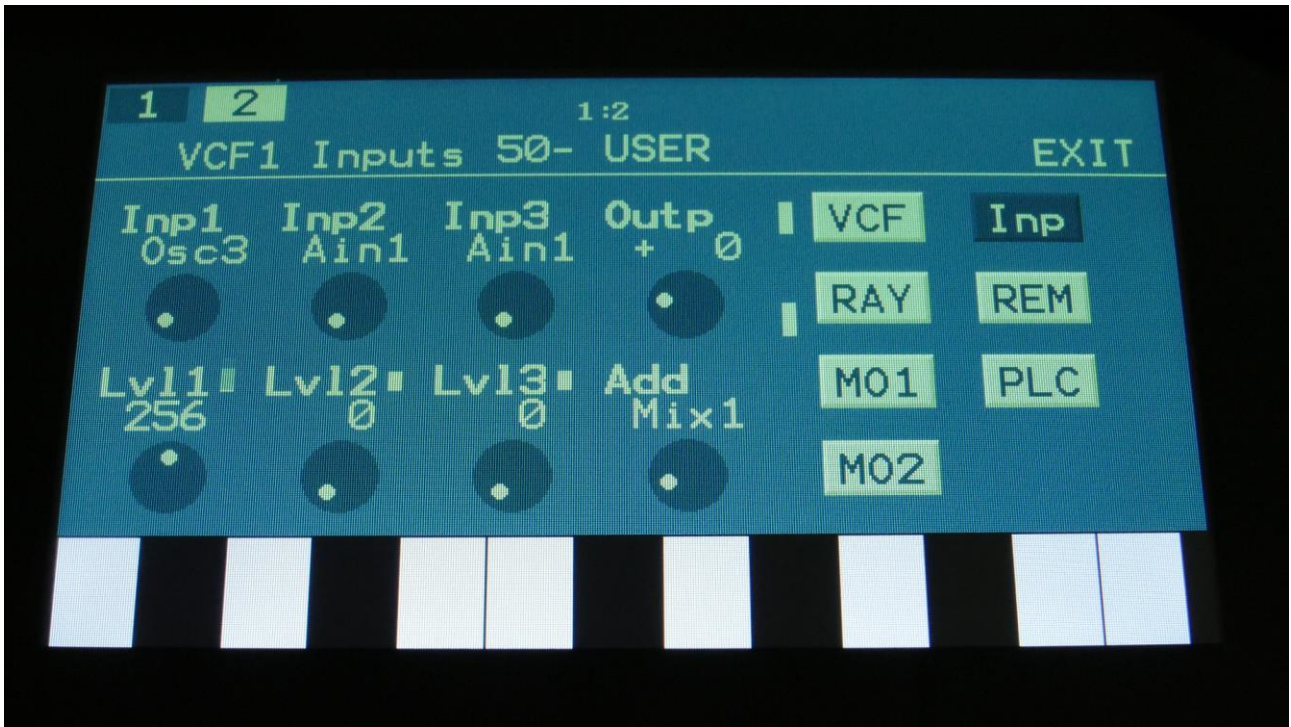 1 2 1:2
VCF1 Inputs 50- USER EXIT
Inp1 Inp2 Inp3 Outp VCF Inp
Osc3 Ain1 Ain1 + 0
RAY REM
Lvl1 Lvl2 Lvl3 Add MO1 PLC
256 0 0 Mix1
MO2